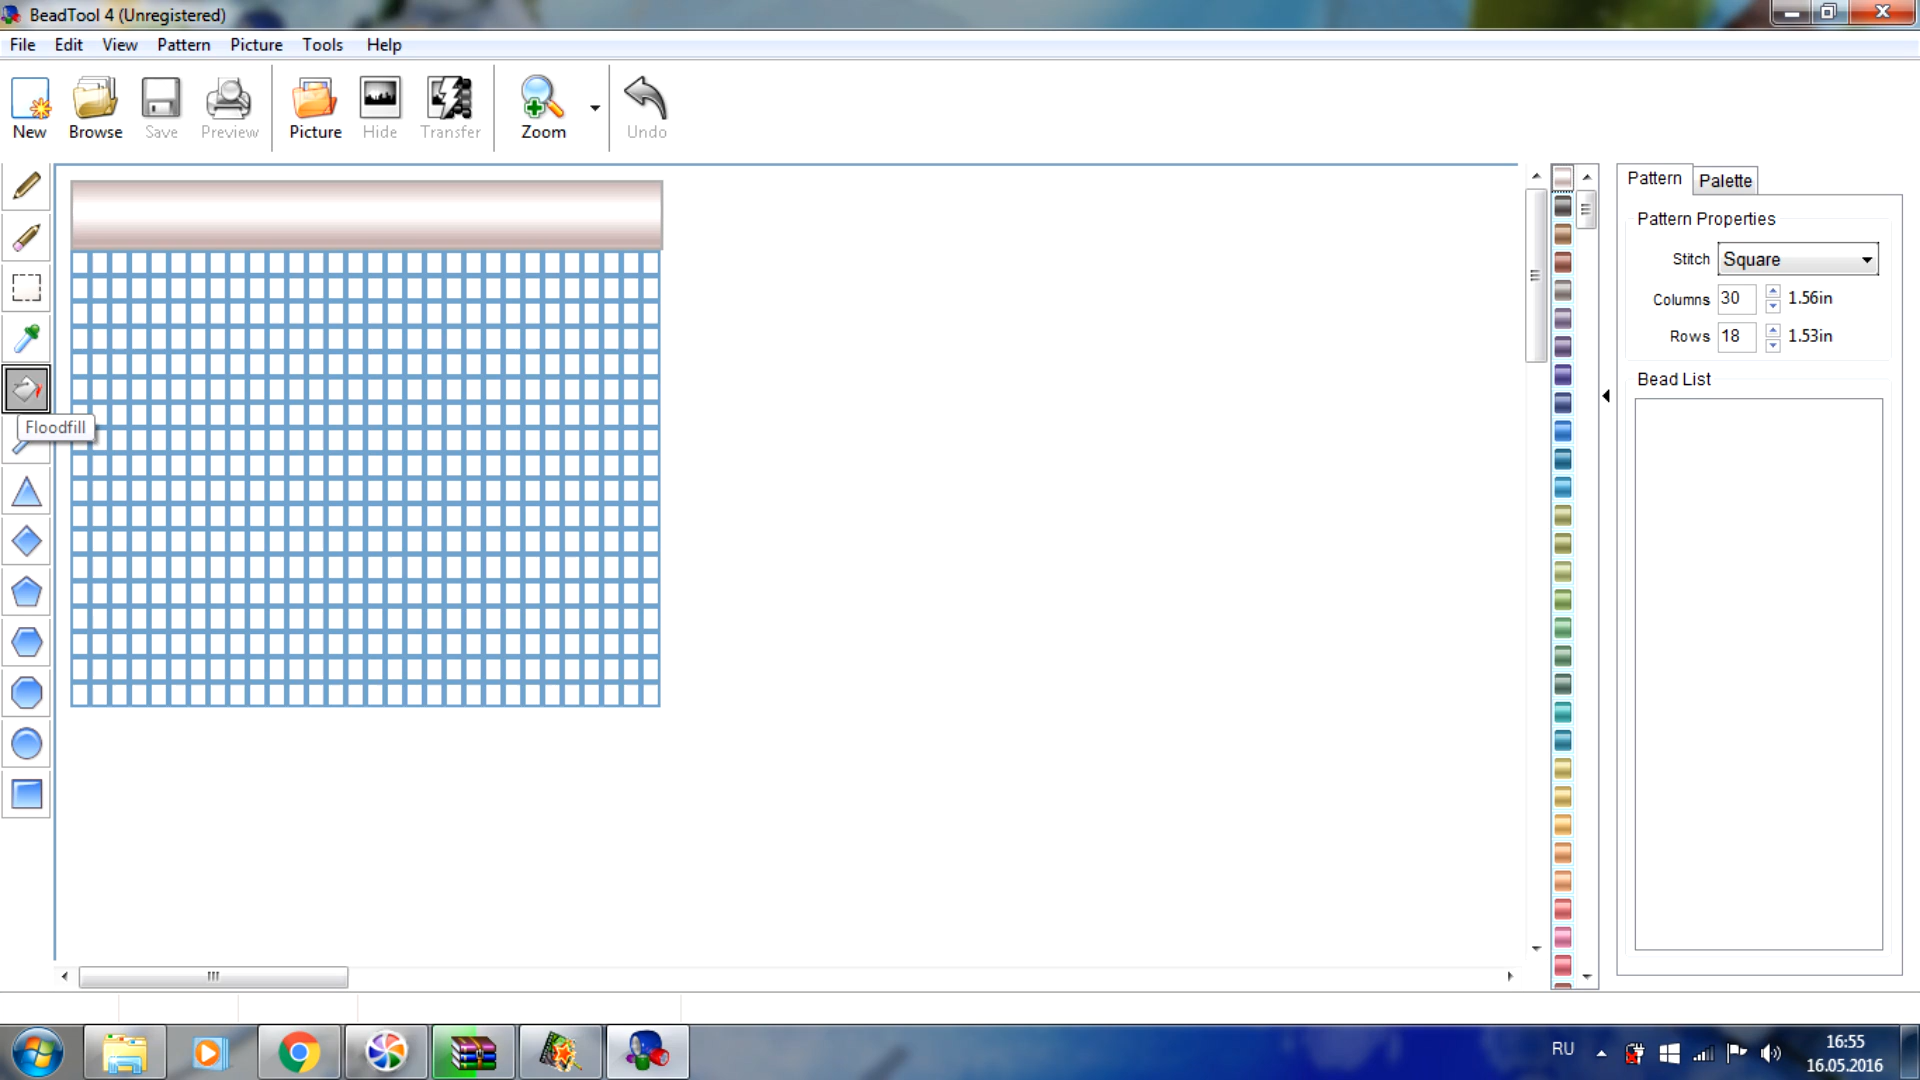 BeadTool 4 (Unregistered)
File Edit View Pattern Picture Tools Help
New Browse Save Preview Picture Hide Transfer Zoom Undo
Floodfill
Pattern Palette
Pattern Properties
Stitch Square
Columns 30 1.56in
Rows 18 1.53in
Bead List
RU
16:55
16.05.2016